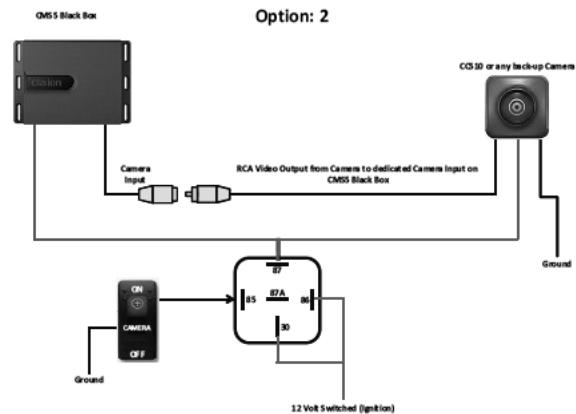 Option: 2
CMS5 Black Box
Clarion
CC510 or any back-up Camera
Camera
Input
RCA Video Output from Camera to dedicated Camera Input on
CMS5 Black Box
Ground
87
87A
85
86
30
ON
CAMERA
OFF
Ground
12 Volt Switched (Ignition)